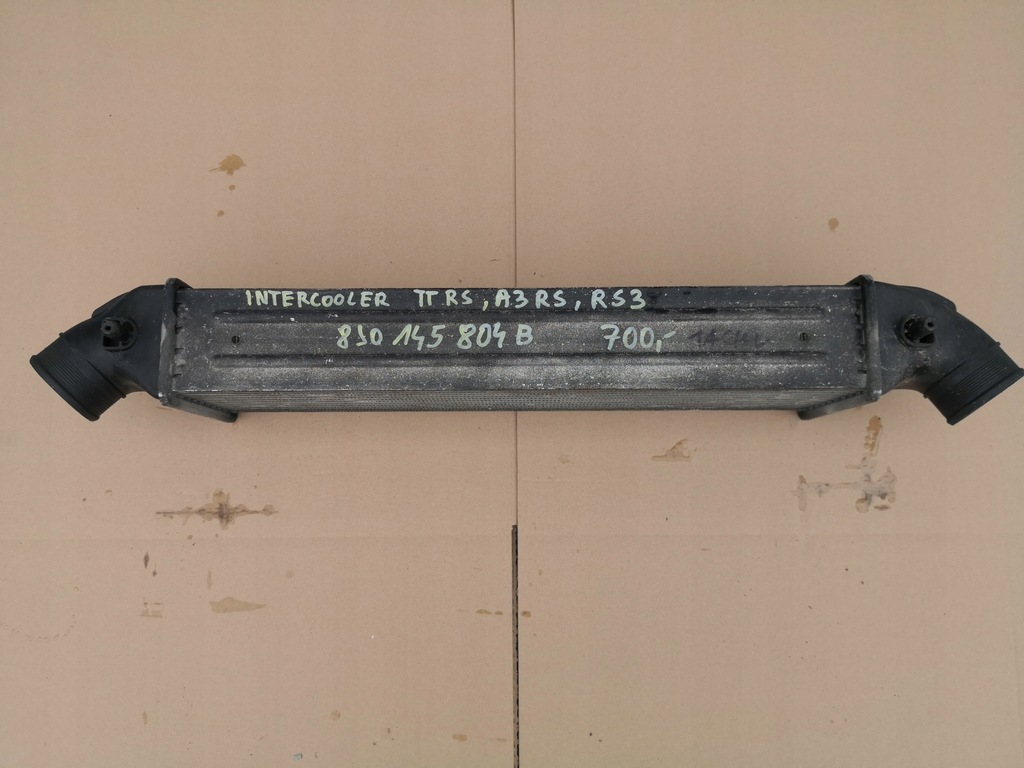 INTERCOOLER TT RS, A3 RS, RS3
8J0 145 804 B 700,-